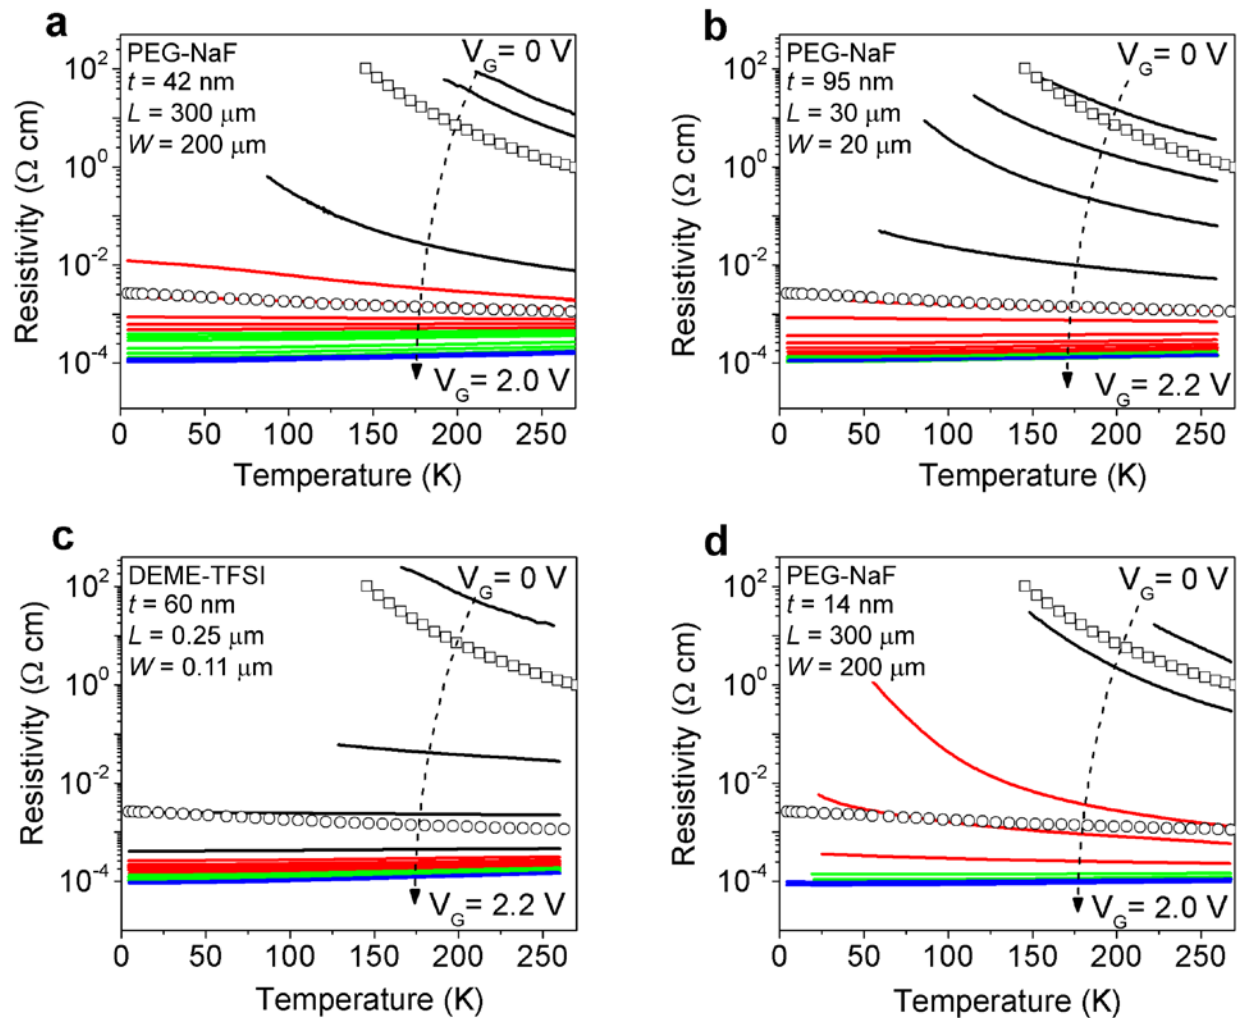 a
PEG-NaF
t = 42 nm
L = 300 μm
W = 200 μm
V_G= 0 V
V_G= 2.0 V
10^2
10^0
10^-2
10^-4
Resistivity (Ω cm)
0 50 100 150 200 250
Temperature (K)
b
PEG-NaF
t = 95 nm
L = 30 μm
W = 20 μm
V_G= 0 V
V_G= 2.2 V
10^2
10^0
10^-2
10^-4
Resistivity (Ω cm)
0 50 100 150 200 250
Temperature (K)
c
DEME-TFSI
t = 60 nm
L = 0.25 μm
W = 0.11 μm
V_G= 0 V
V_G= 2.2 V
10^2
10^0
10^-2
10^-4
Resistivity (Ω cm)
0 50 100 150 200 250
Temperature (K)
d
PEG-NaF
t = 14 nm
L = 300 μm
W = 200 μm
V_G= 0 V
V_G= 2.0 V
10^2
10^0
10^-2
10^-4
Resistivity (Ω cm)
0 50 100 150 200 250
Temperature (K)